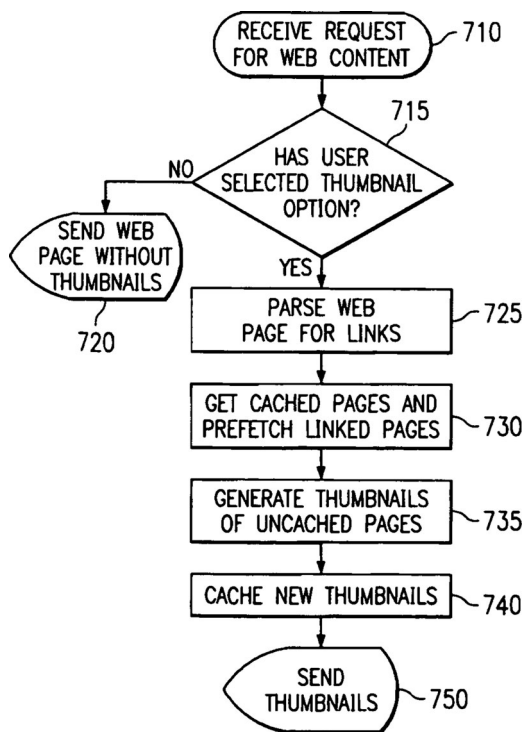 RECEIVE REQUEST
FOR WEB CONTENT
710
715
HAS USER
SELECTED THUMBNAIL
OPTION?
NO
SEND WEB
PAGE WITHOUT
THUMBNAILS
720
YES
PARSE WEB
PAGE FOR LINKS
725
GET CACHED PAGES AND
PREFETCH LINKED PAGES
730
GENERATE THUMBNAILS
OF UNCACHED PAGES
735
CACHE NEW THUMBNAILS
740
SEND
THUMBNAILS
750